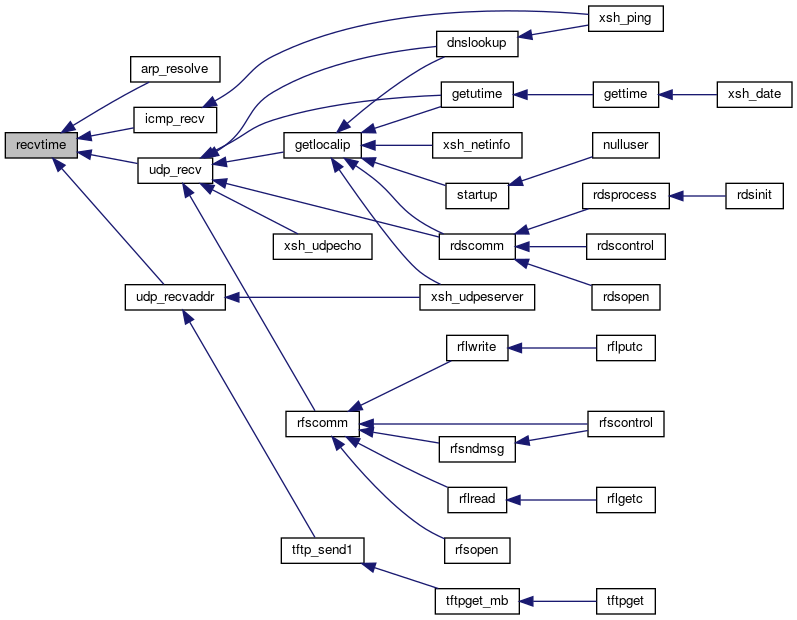 xsh_ping
dnslookup
arp_resolve
getutime
gettime
xsh_date
icmp_recv
recvtime
getlocalip
xsh_netinfo
nulluser
udp_recv
startup
rdsprocess
rdsinit
xsh_udpecho
rdscomm
rdscontrol
udp_recvaddr
xsh_udpeserver
rdsopen
rflwrite
rflputc
rfscomm
rfscontrol
rfsndmsg
rflread
rflgetc
tftp_send1
rfsopen
tftpget_mb
tftpget